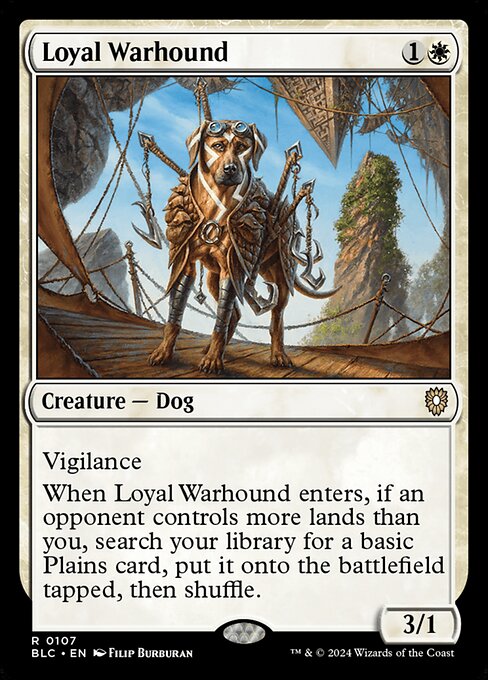 Loyal Warhound 1
Creature — Dog
Vigilance
When Loyal Warhound enters, if an
opponent controls more lands than
you, search your library for a basic
Plains card, put it onto the battlefield
tapped, then shuffle.
3/1
R 0107
BLC • EN Filip Burburan
™ & © 2024 Wizards of the Coast